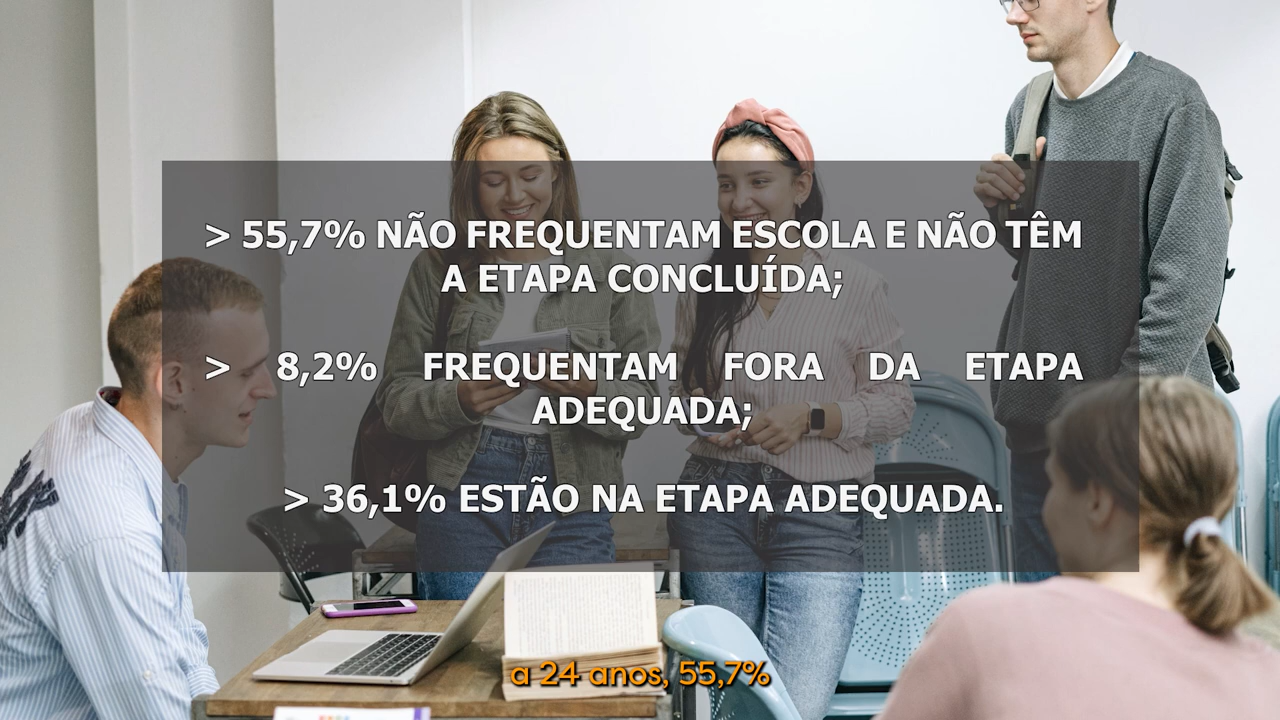 > 55,7% NÃO FREQUENTAM ESCOLA E NÃO TÊM
A ETAPA CONCLUÍDA;
> 8,2% FREQUENTAM FORA DA ETAPA
ADEQUADA;
> 36,1% ESTÃO NA ETAPA ADEQUADA.
a 24 anos, 55,7%